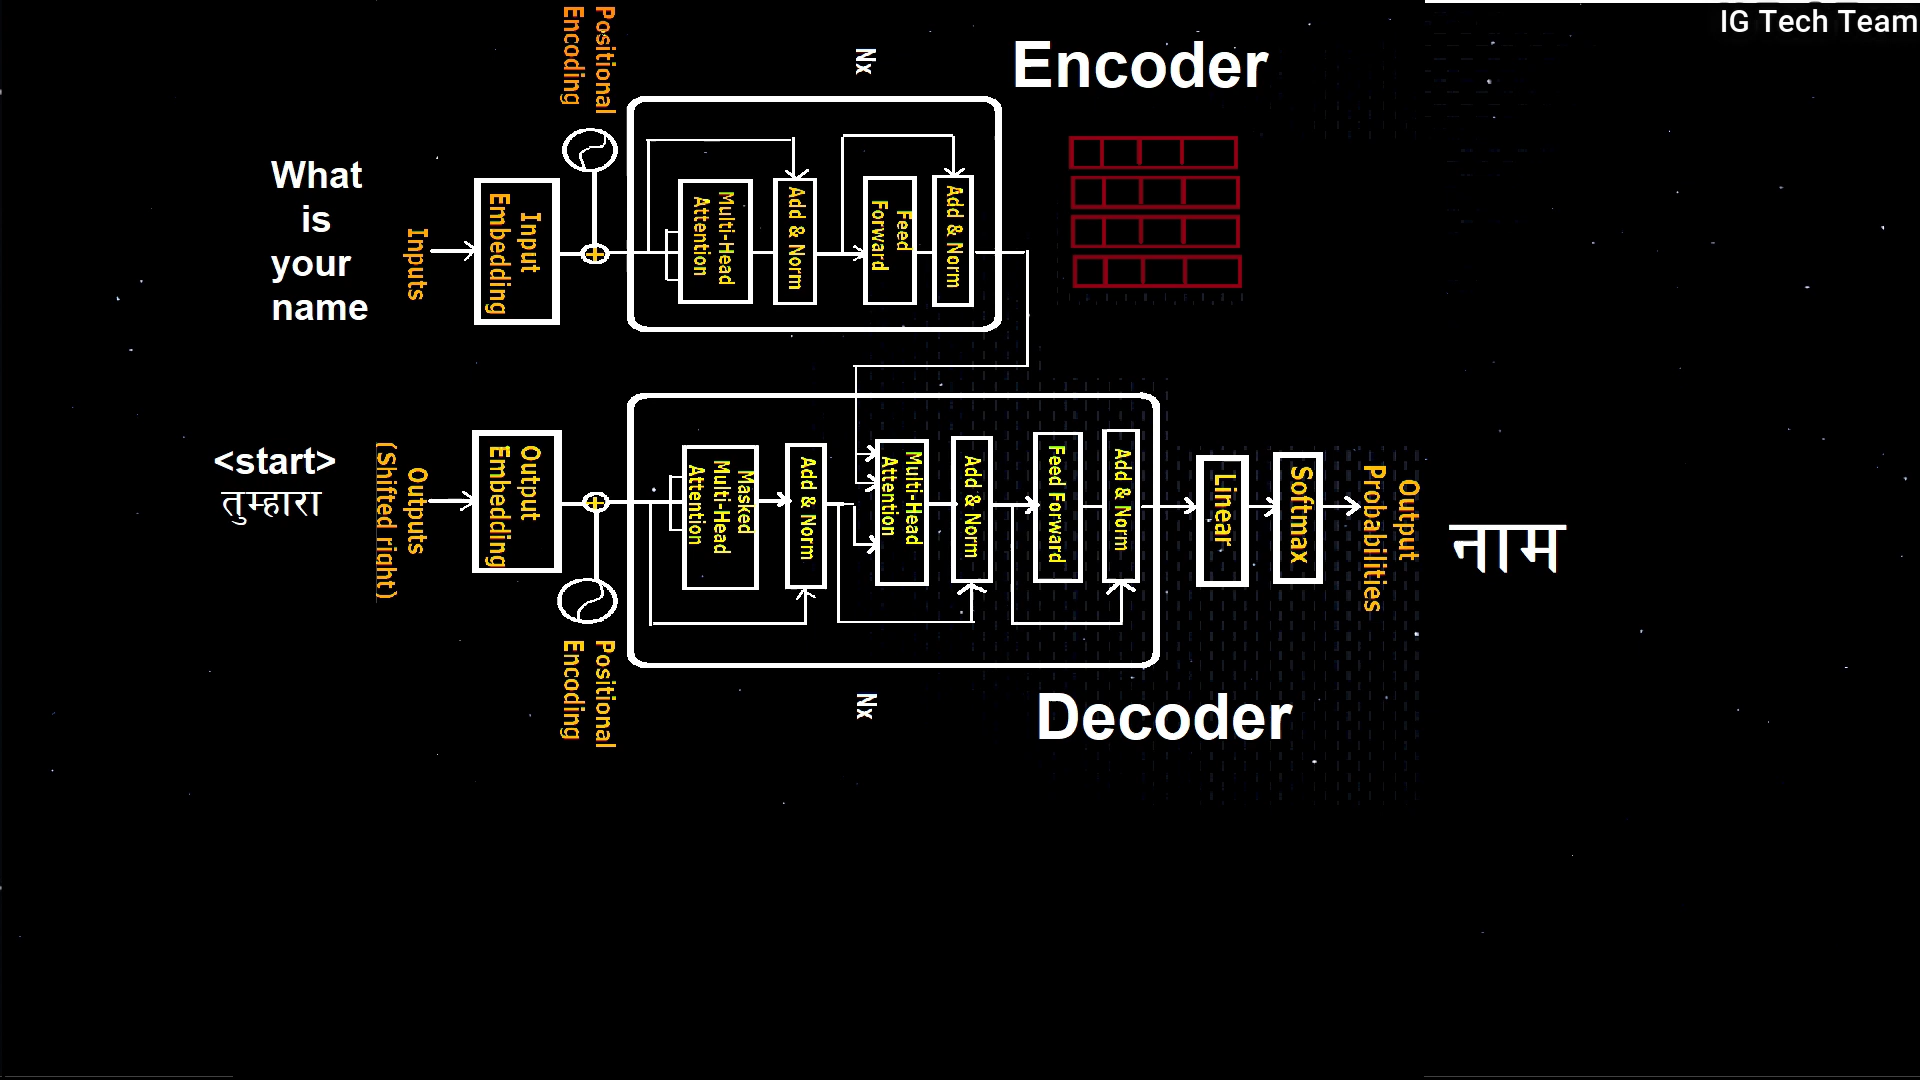 IG Tech Team
Positional
Encoding
Nx
Encoder
What
is
your
name
Inputs
Input
Embedding
Multi-Head
Attention
Add & Norm
Feed
Forward
Add & Norm
<start>
तुम्हारा
Outputs
(Shifted right)
Output
Embedding
Positional
Encoding
Masked
Multi-Head
Attention
Add & Norm
Multi-Head
Attention
Add & Norm
Feed Forward
Add & Norm
Linear
Softmax
Output
Probabilities
नाम
Nx
Decoder